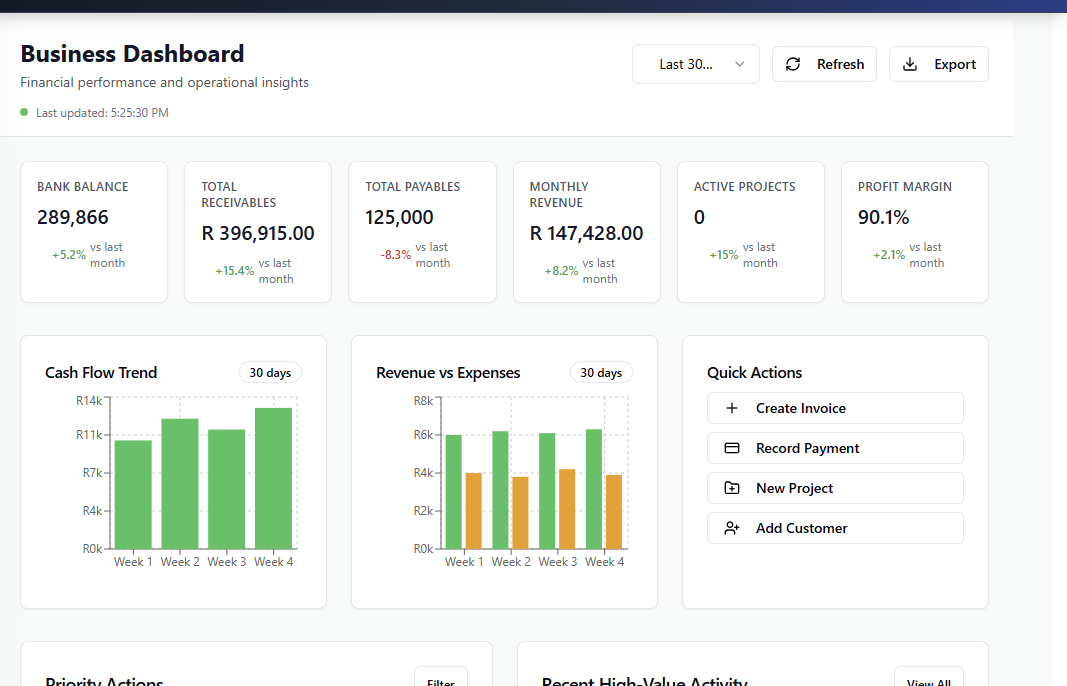 Business Dashboard
Financial performance and operational insights
Last updated: 5:25:30 PM
Last 30...
Refresh
Export
BANK BALANCE
289,866
+5.2% vs last
month
TOTAL
RECEIVABLES
R 396,915.00
+15.4% vs last
month
TOTAL PAYABLES
125,000
-8.3% vs last
month
MONTHLY
REVENUE
R 147,428.00
+8.2% vs last
month
ACTIVE PROJECTS
0
+15% vs last
month
PROFIT MARGIN
90.1%
+2.1% vs last
month
Cash Flow Trend
30 days
R14k
R11k
R7k
R4k
R0k
Week 1 Week 2 Week 3 Week 4
Revenue vs Expenses
30 days
R8k
R6k
R4k
R2k
R0k
Week 1 Week 2 Week 3 Week 4
Quick Actions
Create Invoice
Record Payment
New Project
Add Customer
Priority Actions
Filter
Recent High-Value Activity
View All